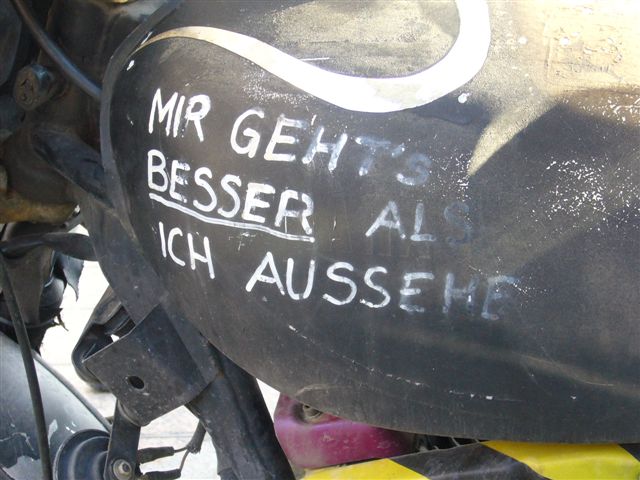 MIR GEHT'S
BESSER ALS
ICH AUSSEHE